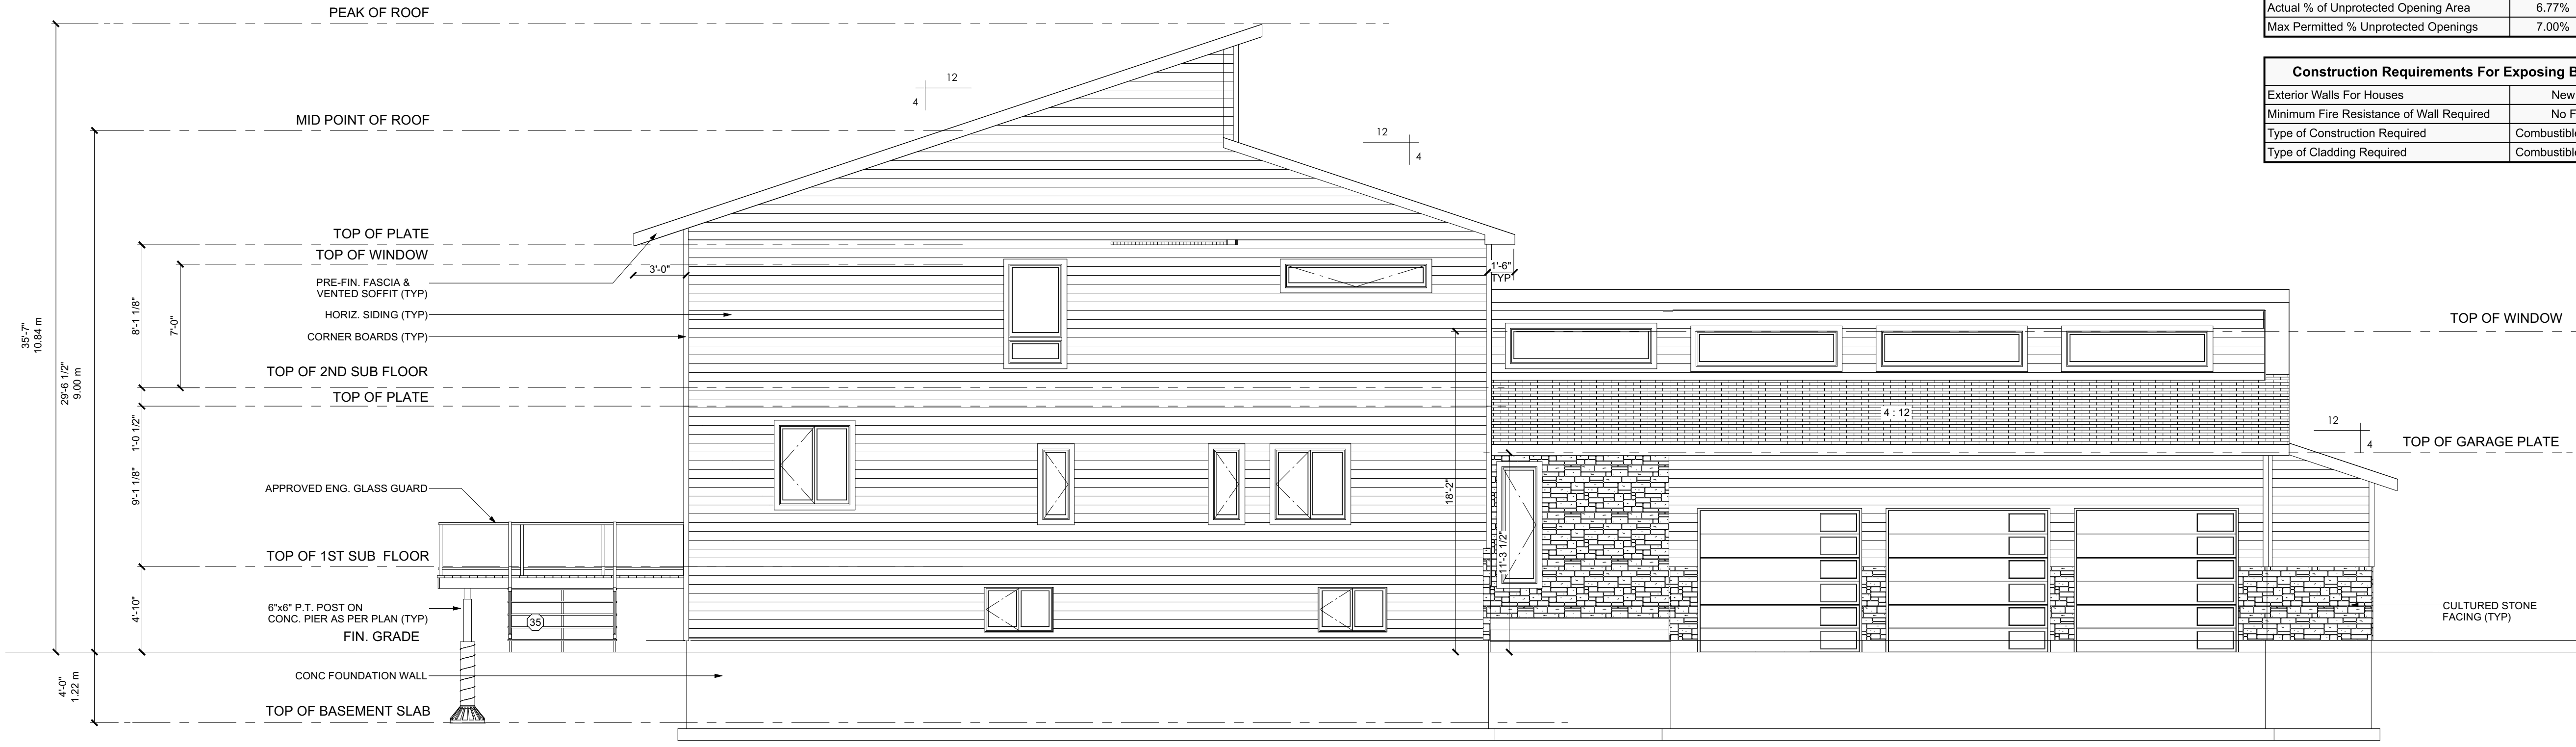 PEAK OF ROOF
Actual % of Unprotected Opening Area 6.77%
Max Permitted % Unprotected Openings 7.00%
Construction Requirements For Exposing B
Exterior Walls For Houses New
Minimum Fire Resistance of Wall Required No F
Type of Construction Required Combustible
Type of Cladding Required Combustible
12
4
MID POINT OF ROOF
12
4
TOP OF PLATE
TOP OF WINDOW
3'-0"
1'-6"
TYP
PRE-FIN. FASCIA &
VENTED SOFFIT (TYP)
HORIZ. SIDING (TYP)
CORNER BOARDS (TYP)
TOP OF WINDOW
35'-7"
10.84 m
29'-6 1/2"
9.00 m
8'-1 1/8"
7'-0"
TOP OF 2ND SUB FLOOR
TOP OF PLATE
4 : 12
12
4
TOP OF GARAGE PLATE
1'-0 1/2"
9'-1 1/8"
APPROVED ENG. GLASS GUARD
18'-2"
11'-3 1/2"
TOP OF 1ST SUB FLOOR
4'-10"
6"x6" P.T. POST ON
CONC. PIER AS PER PLAN (TYP)
35
FIN. GRADE
CULTURED STONE
FACING (TYP)
4'-0"
1.22 m
CONC FOUNDATION WALL
TOP OF BASEMENT SLAB